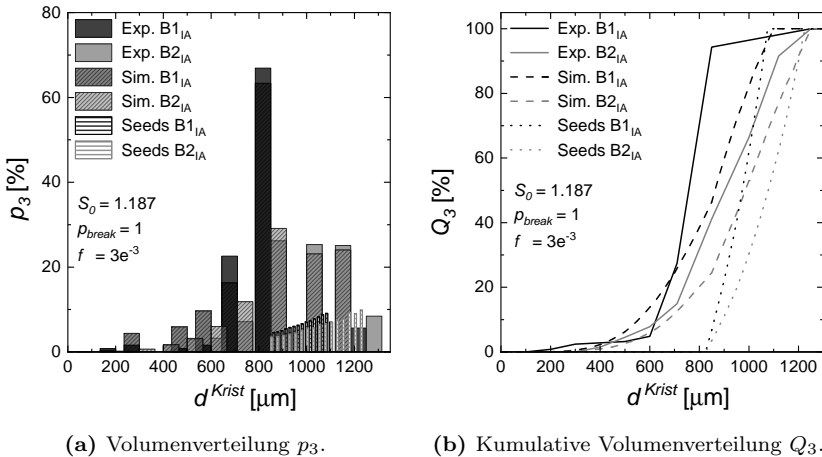 80
60
40
20
0
p3 [%]
Exp. B1IA
Exp. B2IA
Sim. B1IA
Sim. B2IA
Seeds B1IA
Seeds B2IA
S0 = 1.187
pbreak = 1
f = 3e-3
0 200 400 600 800 1000 1200
dKrist [μm]
(a) Volumenverteilung p3.
100
80
60
40
20
0
Q3 [%]
Exp. B1IA
Exp. B2IA
Sim. B1IA
Sim. B2IA
Seeds B1IA
Seeds B2IA
S0 = 1.187
pbreak = 1
f = 3e-3
0 200 400 600 800 1000 1200
dKrist [μm]
(b) Kumulative Volumenverteilung Q3.